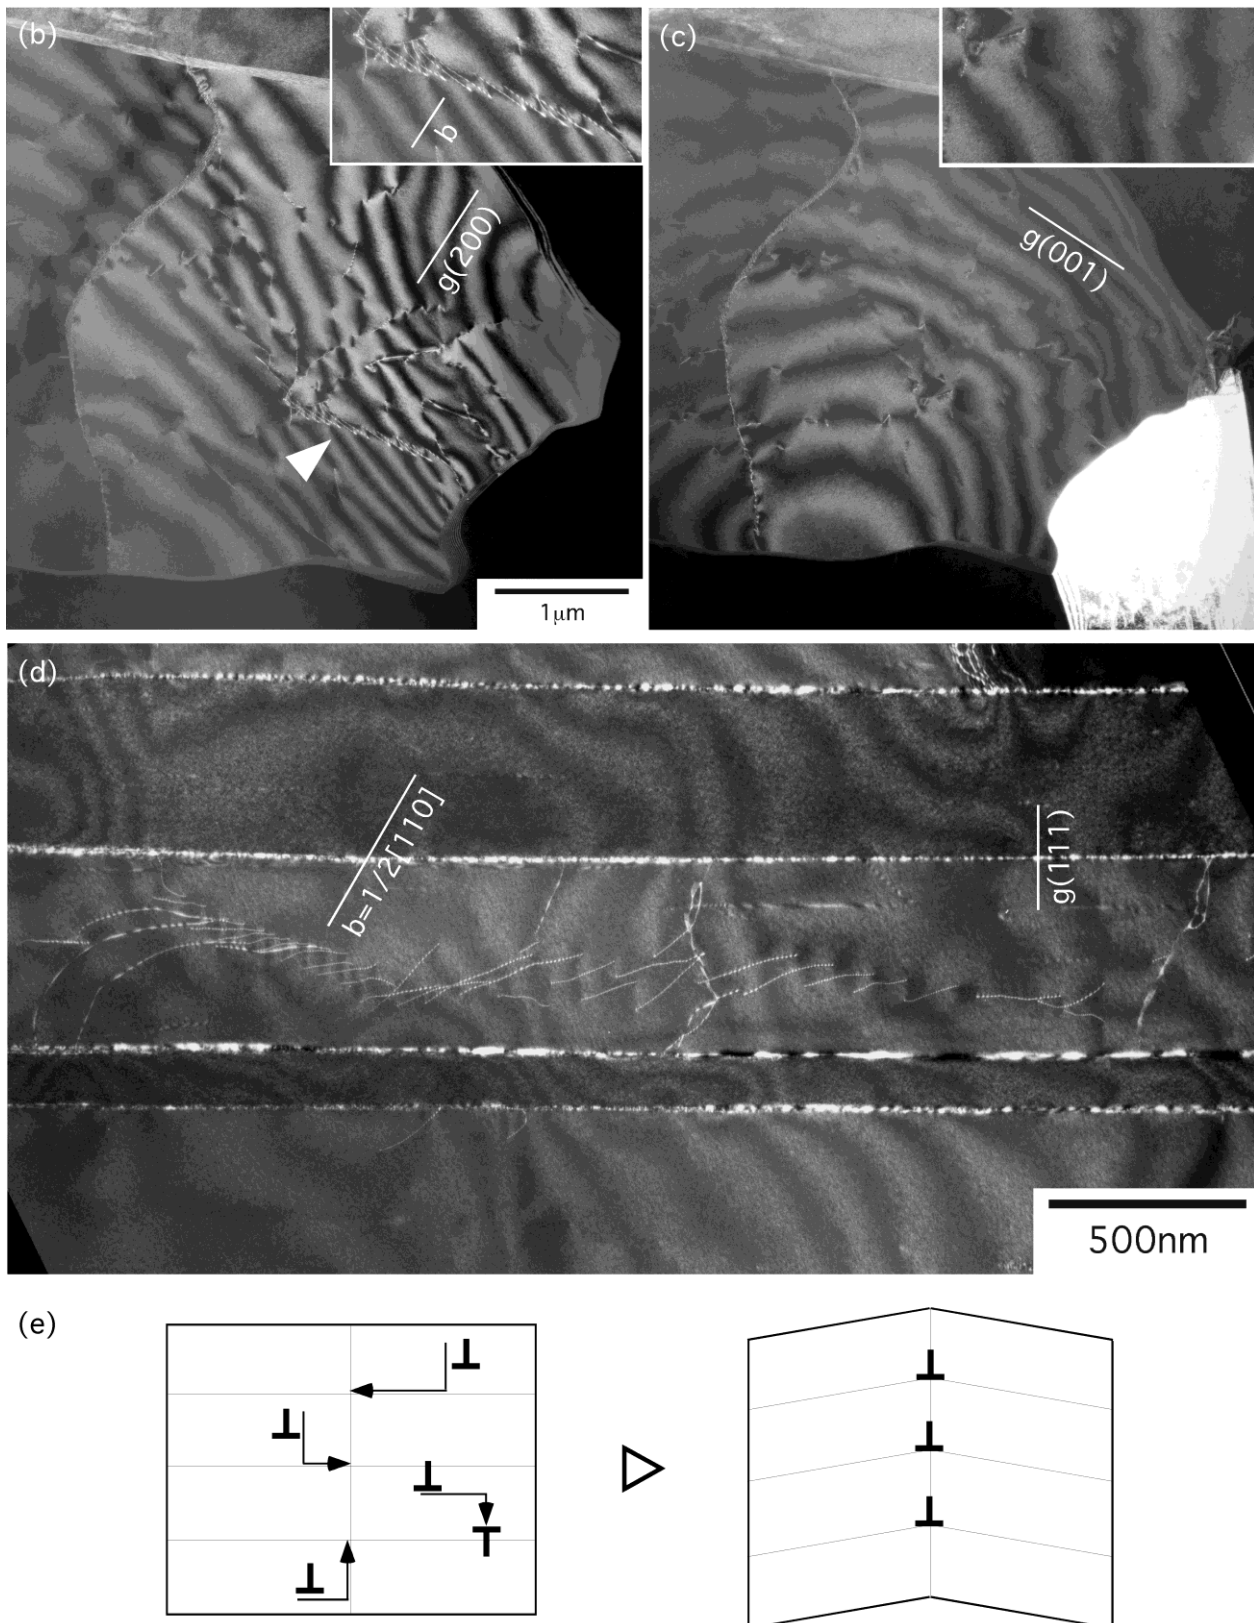 (b)
b
g(200)
1μm
(c)
g(001)
(d)
b=1/2[110]
g(111)
500nm
(e)